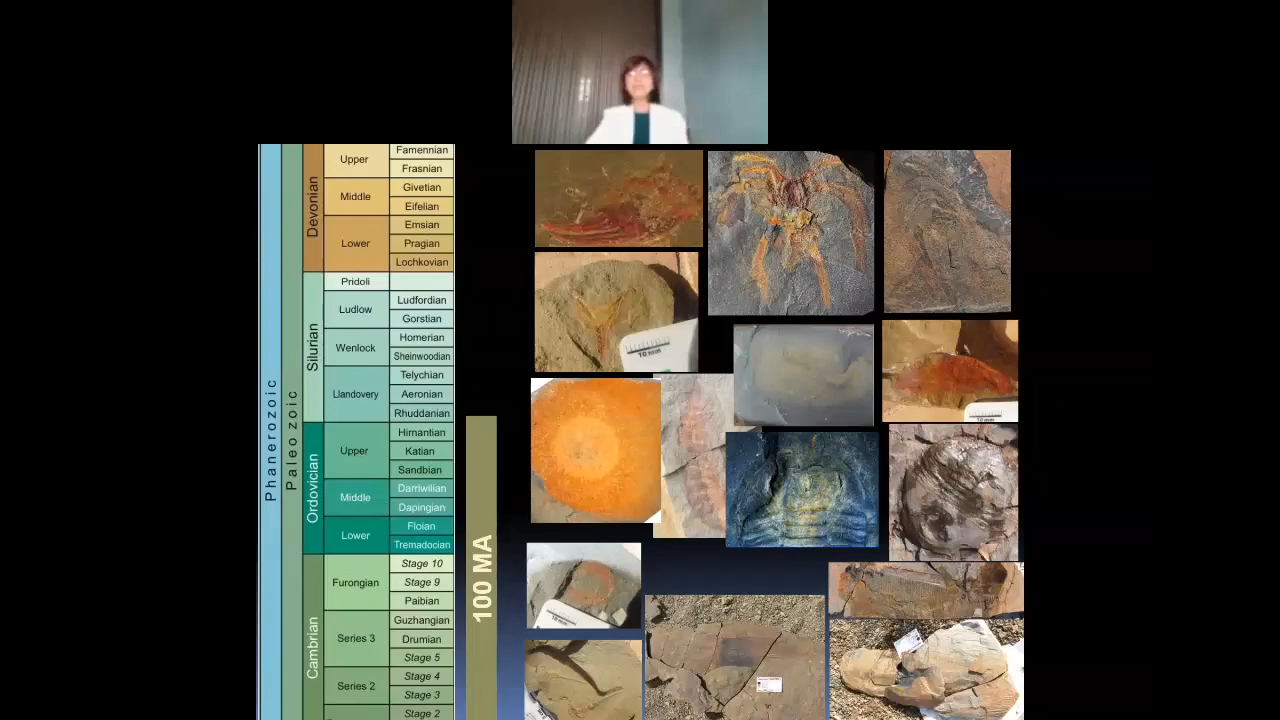 Phanerozoic
Paleozoic
Devonian
Upper
Famennian
Frasnian
Middle
Givetian
Eifelian
Lower
Emsian
Pragian
Lochkovian
Silurian
Pridoli
Ludlow
Ludfordian
Gorstian
Wenlock
Homerian
Sheinwoodian
Llandovery
Telychian
Aeronian
Rhuddanian
Ordovician
Upper
Hirnantian
Katian
Sandbian
Middle
Darriwilian
Dapingian
Lower
Floian
Tremadocian
Cambrian
Furongian
Stage 10
Stage 9
Paibian
Series 3
Guzhangian
Drumian
Stage 5
Series 2
Stage 4
Stage 3
Stage 2
100 MA
10 mm